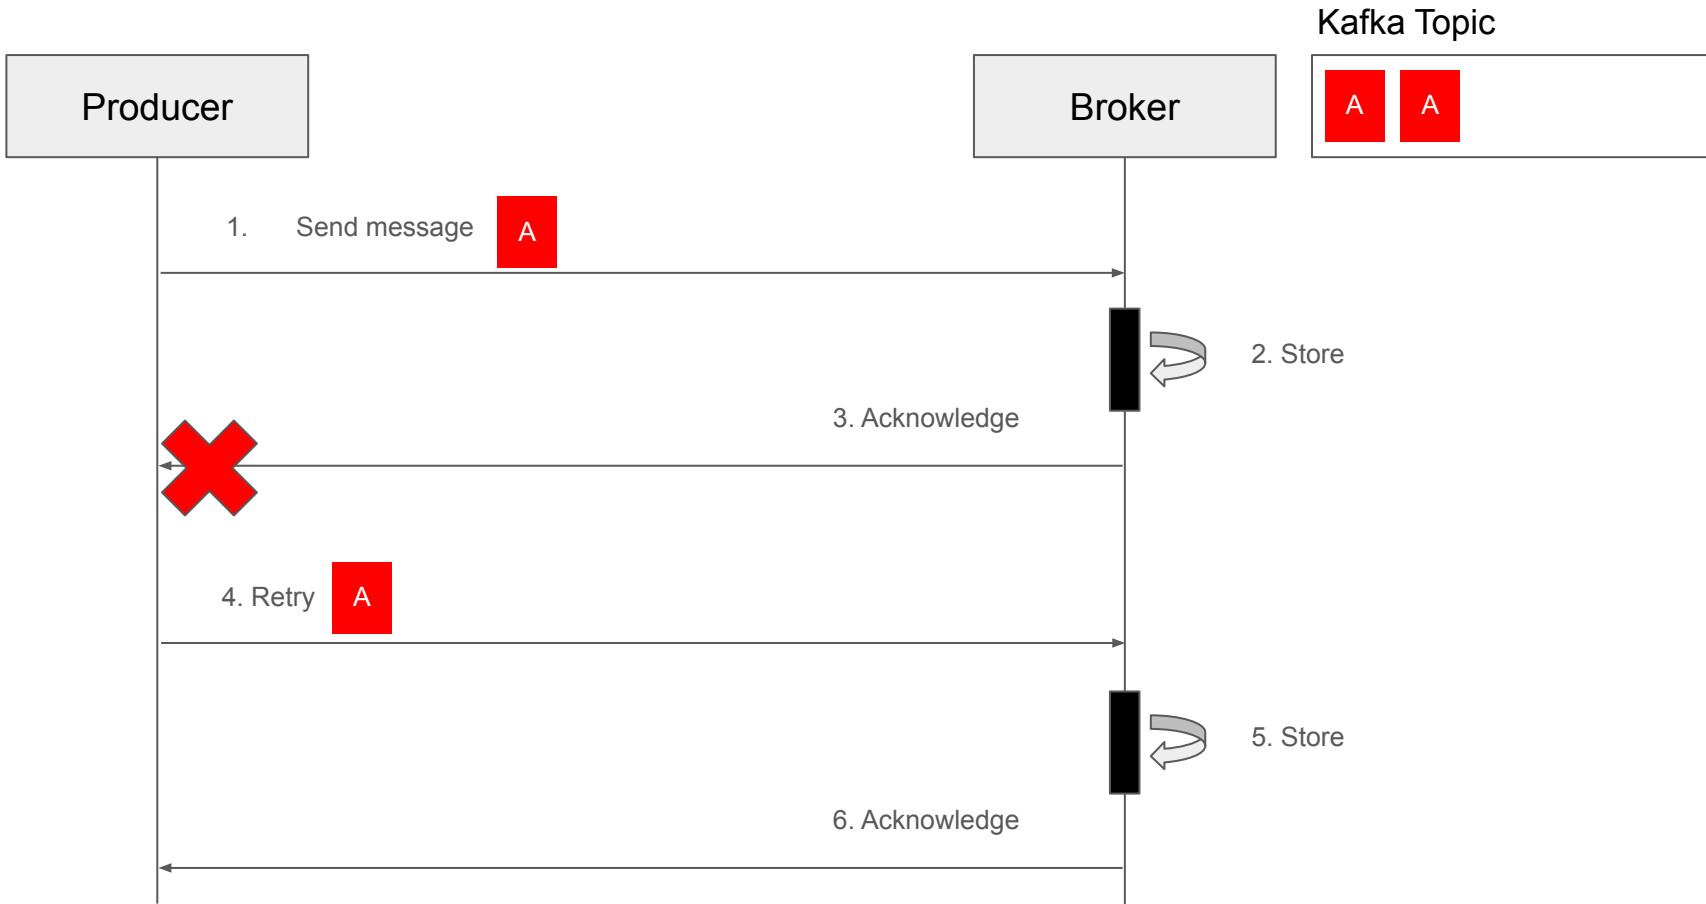 Kafka Topic
Producer
Broker
A A
1. Send message A
2. Store
3. Acknowledge
4. Retry A
5. Store
6. Acknowledge